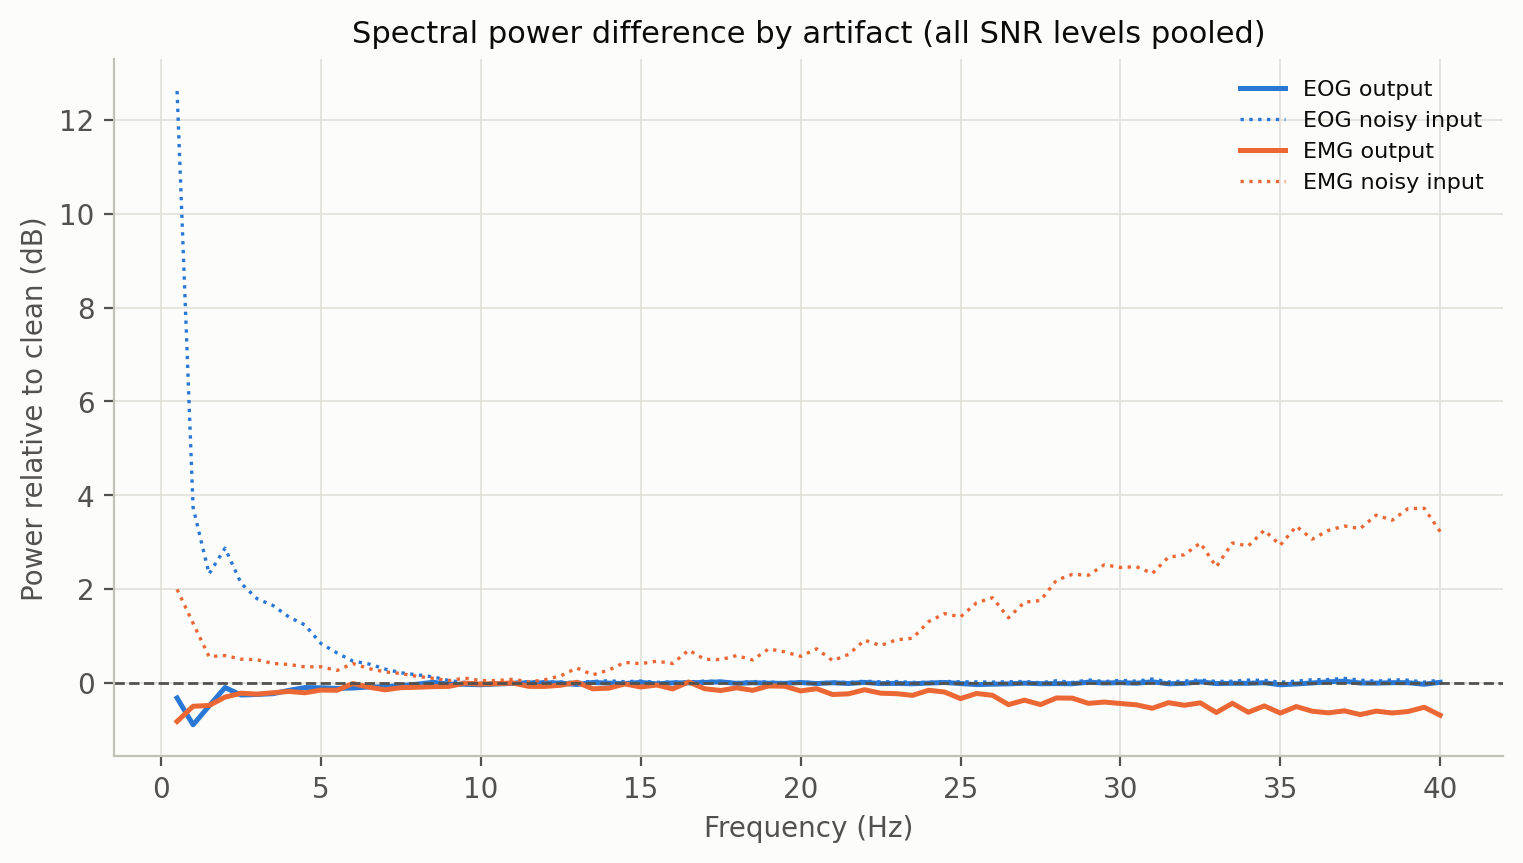 Spectral power difference by artifact (all SNR levels pooled)
EOG output
EOG noisy input
EMG output
EMG noisy input
Power relative to clean (dB)
12
10
8
6
4
2
0
0 5 10 15 20 25 30 35 40
Frequency (Hz)